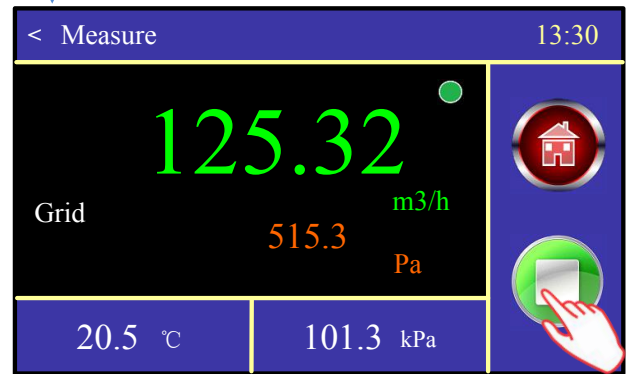 < Measure 13:30
125.32
m3/h
Grid
515.3
Pa
20.5 ℃ 101.3 kPa